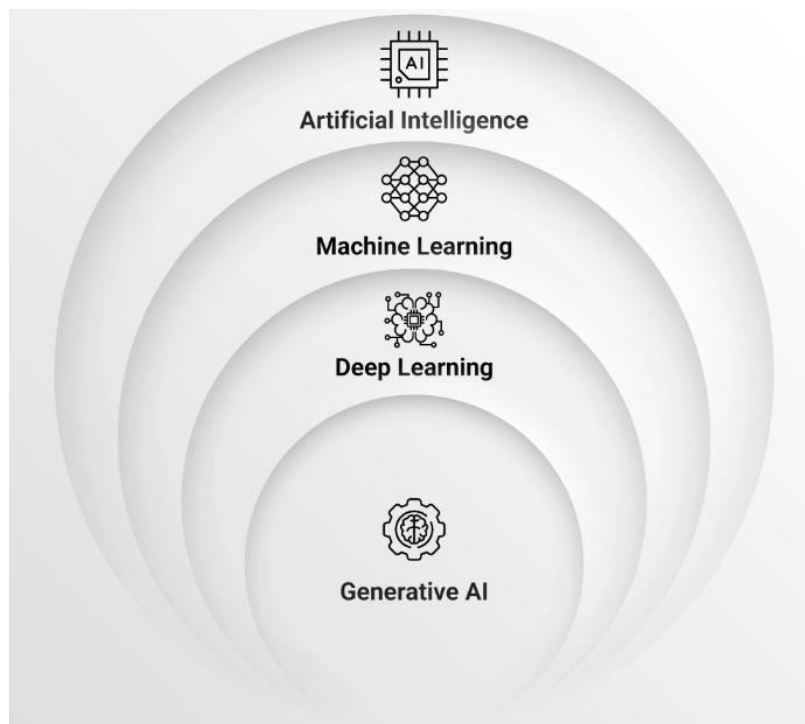 AI
Artificial Intelligence
Machine Learning
Deep Learning
Generative AI